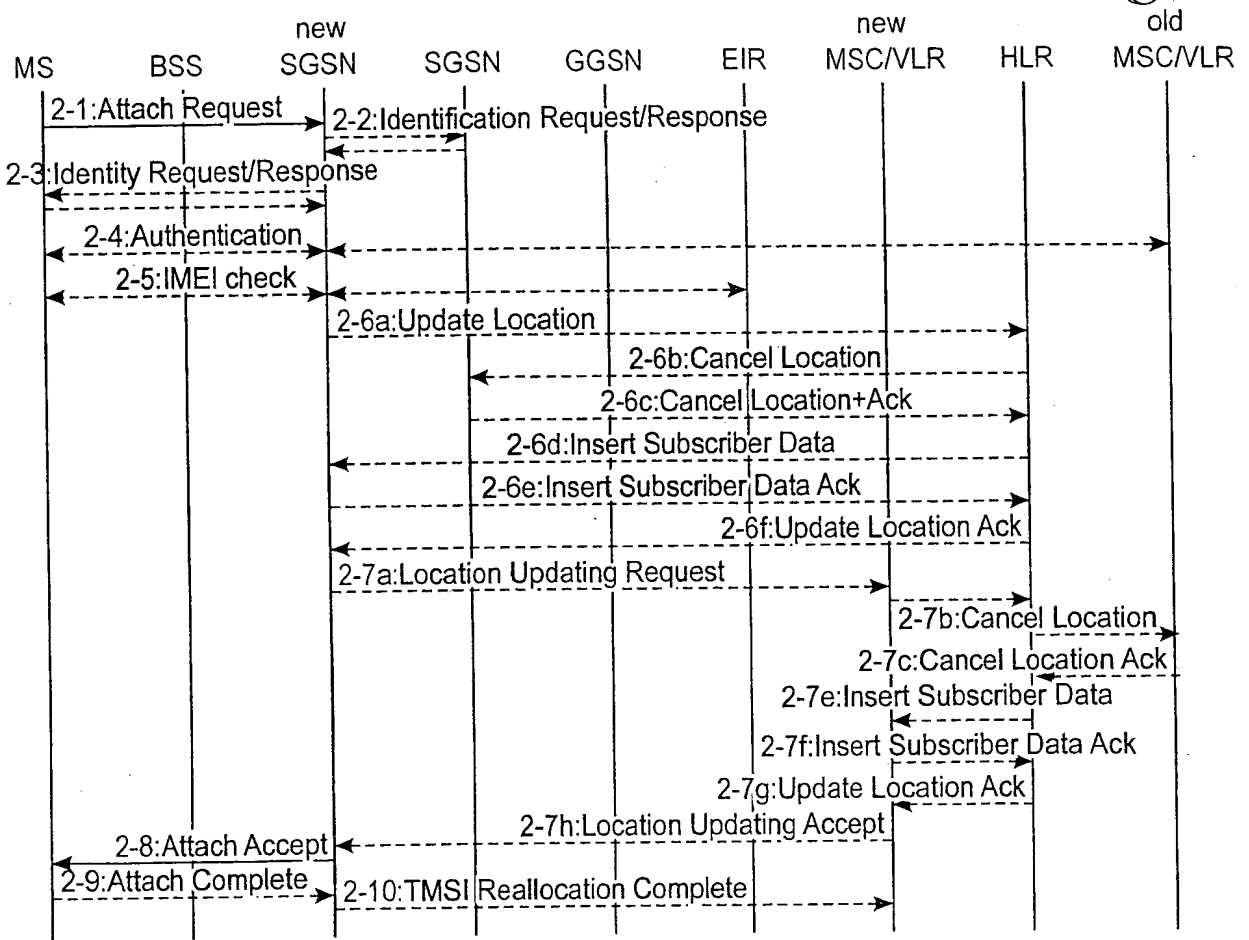 new new old
MS BSS SGSN SGSN GGSN EIR MSC/VLR HLR MSC/VLR
2-1:Attach Request
2-2:Identification Request/Response
2-3:Identity Request/Response
2-4:Authentication
2-5:IMEI check
2-6a:Update Location
2-6b:Cancel Location
2-6c:Cancel Location+Ack
2-6d:Insert Subscriber Data
2-6e:Insert Subscriber Data Ack
2-6f:Update Location Ack
2-7a:Location Updating Request
2-7b:Cancel Location
2-7c:Cancel Location Ack
2-7e:Insert Subscriber Data
2-7f:Insert Subscriber Data Ack
2-7g:Update Location Ack
2-7h:Location Updating Accept
2-8:Attach Accept
2-9:Attach Complete
2-10:TMSI Reallocation Complete